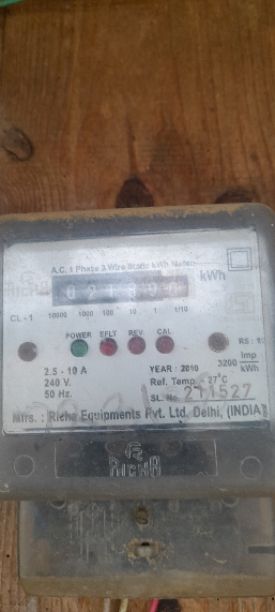 A.C. 1 Phase 2 Wire Static kWh Meter
kWh
CL - 1 10000 1000 100 10 1 1/10
POWER EFLT REV. CAL
2.5 - 10 A
240 V.
50 Hz.
YEAR : 2010
Ref. Temp. 27°C
SL No. 211527
3200 Imp
kWh
Mfrs. : Richa Equipments Pvt. Ltd. Delhi, (INDIA)
RICHA